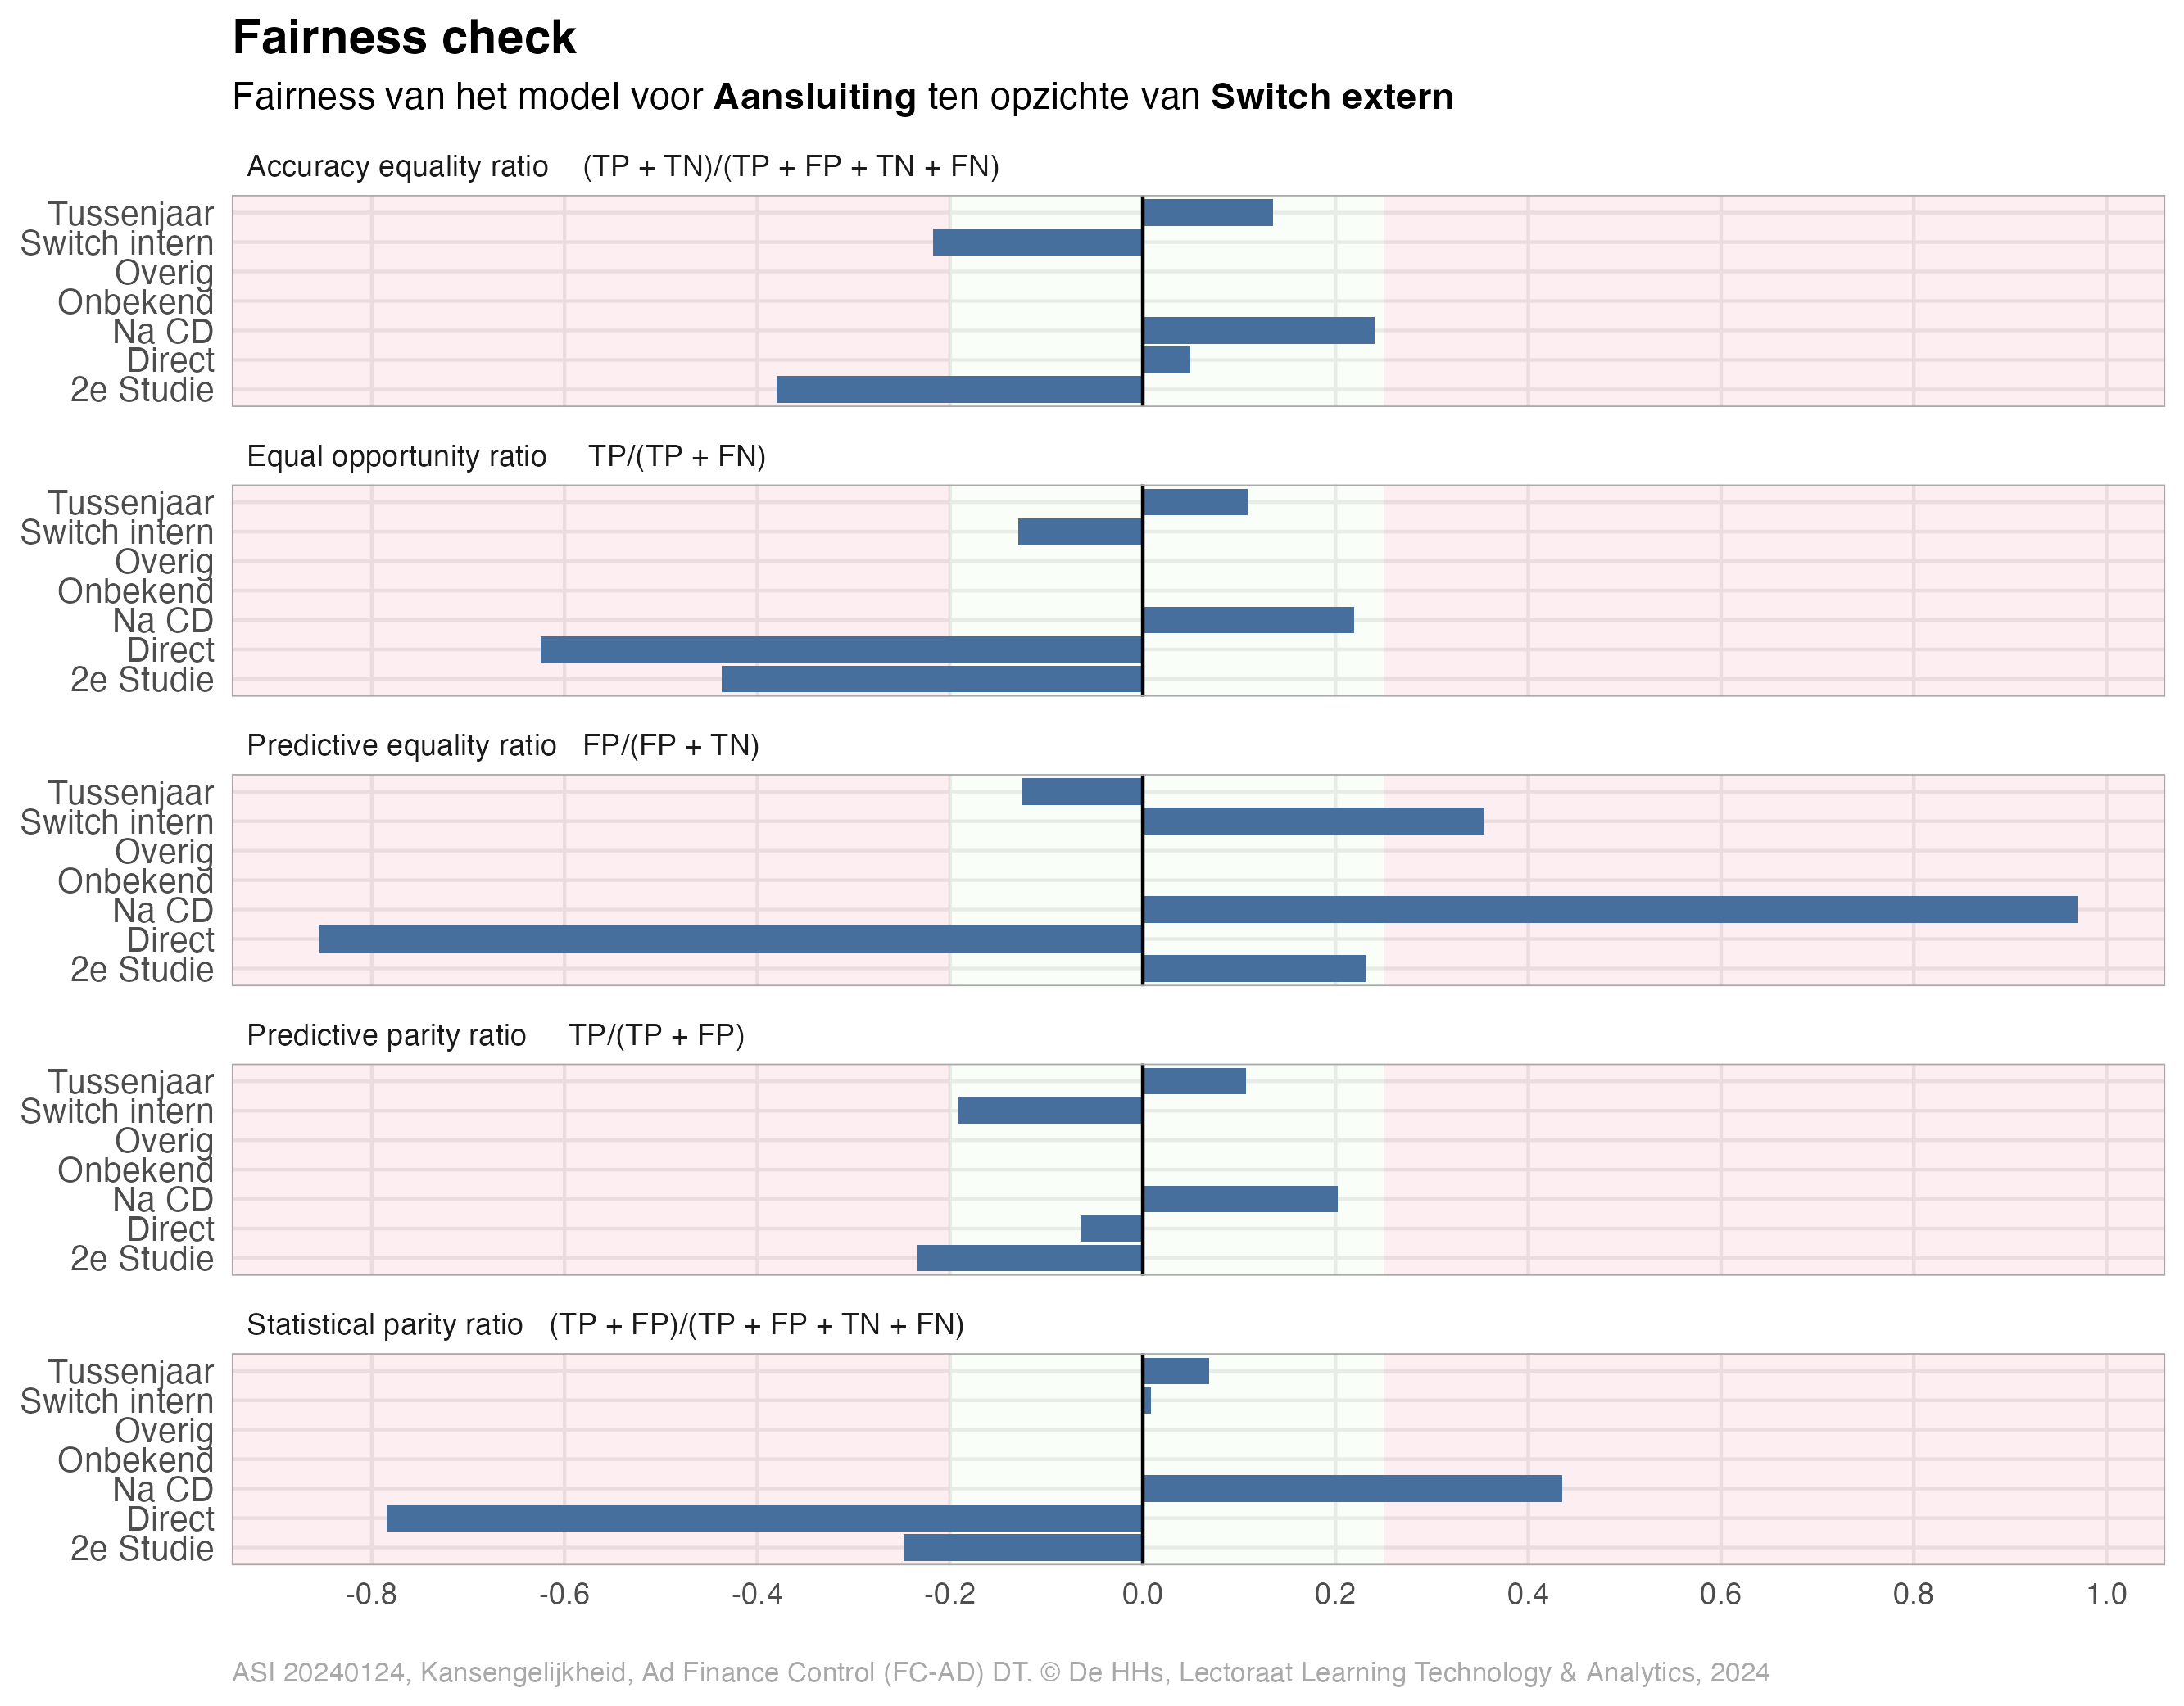 Fairness check
Fairness van het model voor Aansluiting ten opzichte van Switch extern
Accuracy equality ratio (TP + TN)/(TP + FP + TN + FN)
Tussenjaar
Switch intern
Overig
Onbekend
Na CD
Direct
2e Studie
Equal opportunity ratio TP/(TP + FN)
Tussenjaar
Switch intern
Overig
Onbekend
Na CD
Direct
2e Studie
Predictive equality ratio FP/(FP + TN)
Tussenjaar
Switch intern
Overig
Onbekend
Na CD
Direct
2e Studie
Predictive parity ratio TP/(TP + FP)
Tussenjaar
Switch intern
Overig
Onbekend
Na CD
Direct
2e Studie
Statistical parity ratio (TP + FP)/(TP + FP + TN + FN)
Tussenjaar
Switch intern
Overig
Onbekend
Na CD
Direct
2e Studie
-0.8 -0.6 -0.4 -0.2 0.0 0.2 0.4 0.6 0.8 1.0
ASI 20240124, Kansengelijkheid, Ad Finance Control (FC-AD) DT. © De HHs, Lectoraat Learning Technology & Analytics, 2024